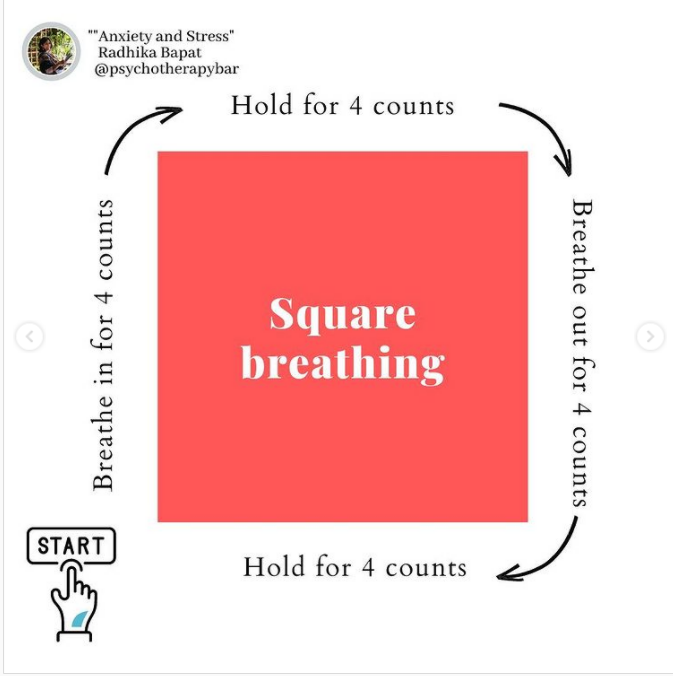 ""Anxiety and Stress"
Radhika Bapat
@psychotherapybar
Hold for 4 counts
Breathe in for 4 counts
Breathe out for 4 counts
Square
breathing
START
Hold for 4 counts